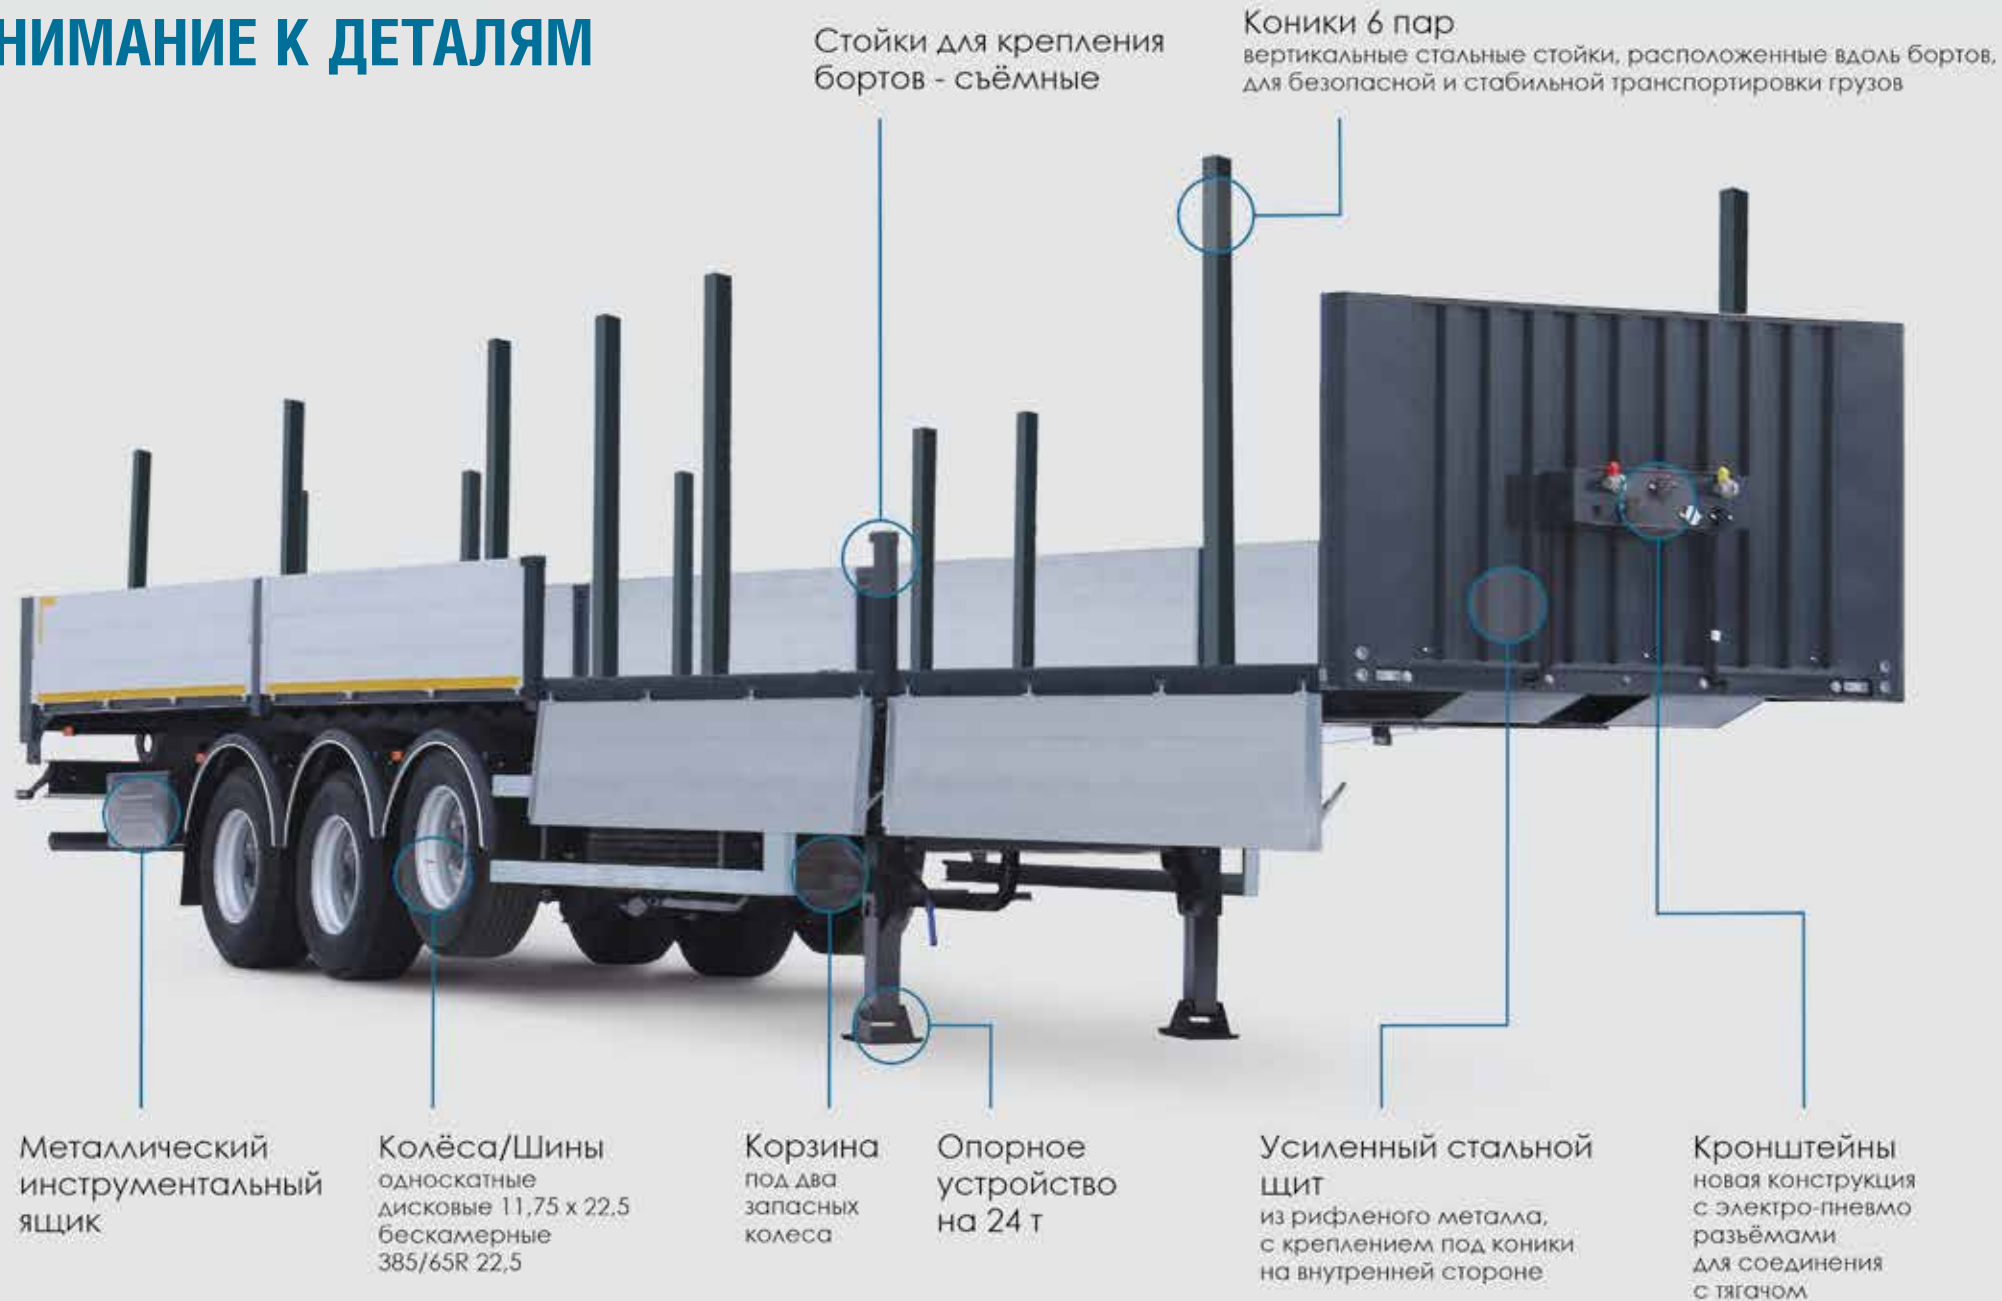 НИМАНИЕ К ДЕТАЛЯМ
Стойки для крепления
бортов - съёмные
Коники 6 пар
вертикальные стальные стойки, расположенные вдоль бортов,
для безопасной и стабильной транспортировки грузов
Металлический
инструментальный
ящик
Колёса/Шины
односкатные
дисковые 11,75 x 22,5
бескамерные
385/65R 22,5
Корзина
под два
запасных
колеса
Опорное
устройство
на 24 т
Усиленный стальной
щит
из рифленого металла,
с креплением под коники
на внутренней стороне
Кронштейны
новая конструкция
с электро-пневмо
разъёмами
для соединения
с тягачом